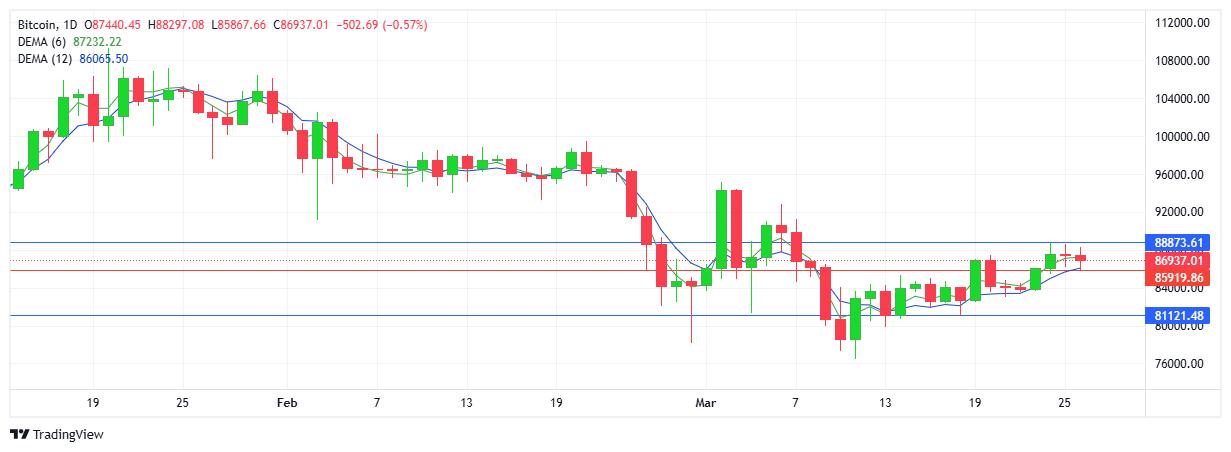 Bitcoin, 1D O87440.45 H88297.08 L85867.66 C86937.01 −502.69 (−0.57%)
DEMA (6) 87232.22
DEMA (12) 86065.50
112000.00
108000.00
104000.00
100000.00
96000.00
92000.00
88873.61
86937.01
85919.86
84000.00
81121.48
80000.00
76000.00
19 25 Feb 7 13 19 Mar 7 13 19 25
TradingView